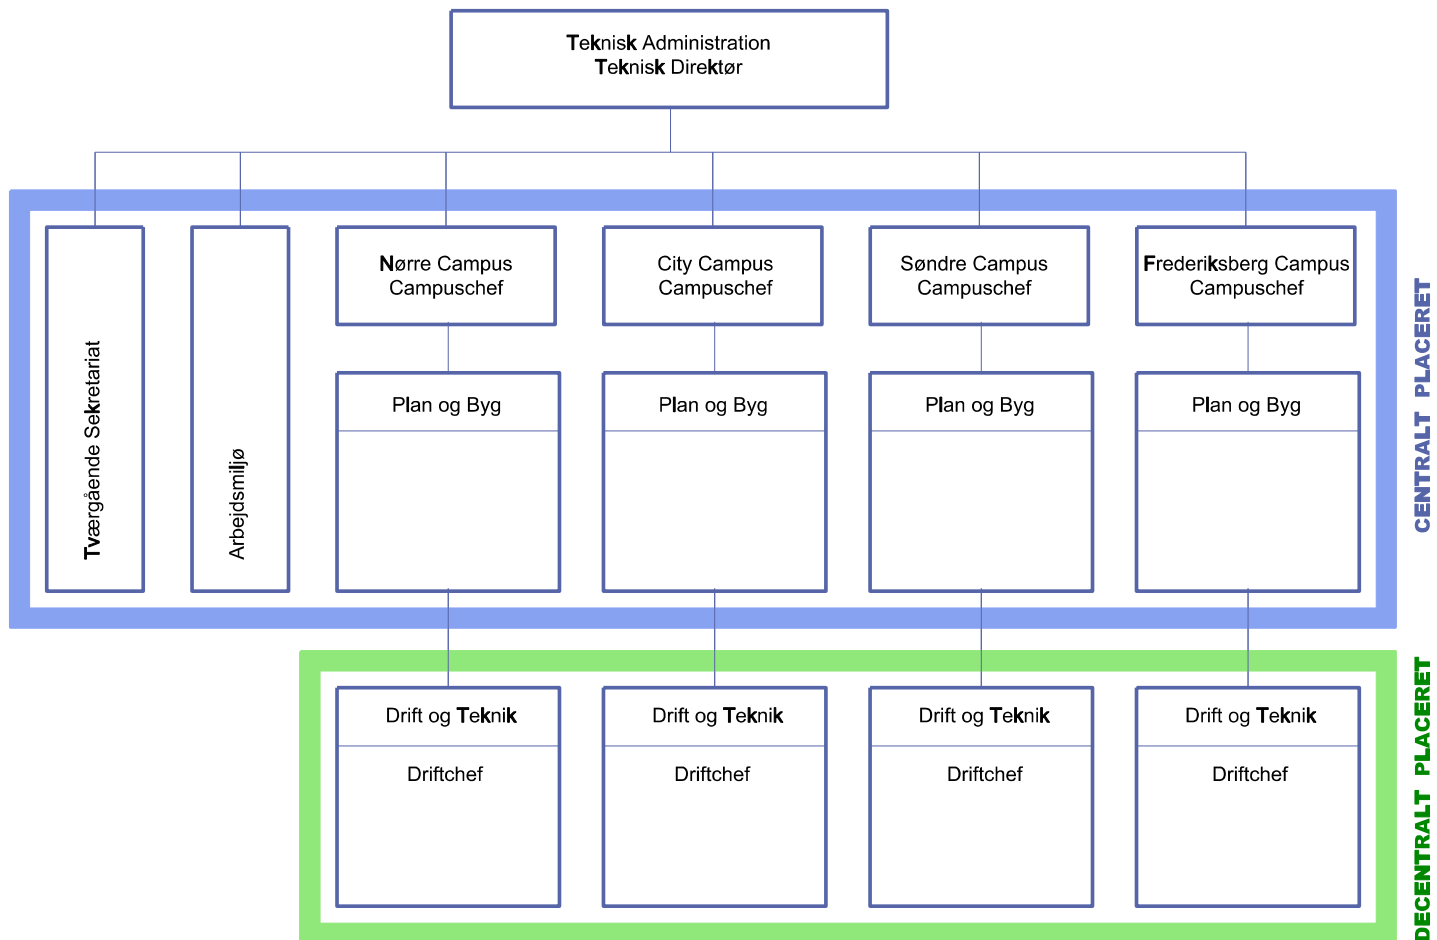 Teknisk Administration
Teknisk Direktør
Tværgående Sekretariat
Arbejdsmiljø
Nørre Campus
Campuschef
City Campus
Campuschef
Søndre Campus
Campuschef
Frederiksberg Campus
Campuschef
Plan og Byg
Plan og Byg
Plan og Byg
Plan og Byg
CENTRALT PLACERET
Drift og Teknik
Driftchef
Drift og Teknik
Driftchef
Drift og Teknik
Driftchef
Drift og Teknik
Driftchef
DECENTRALT PLACERET